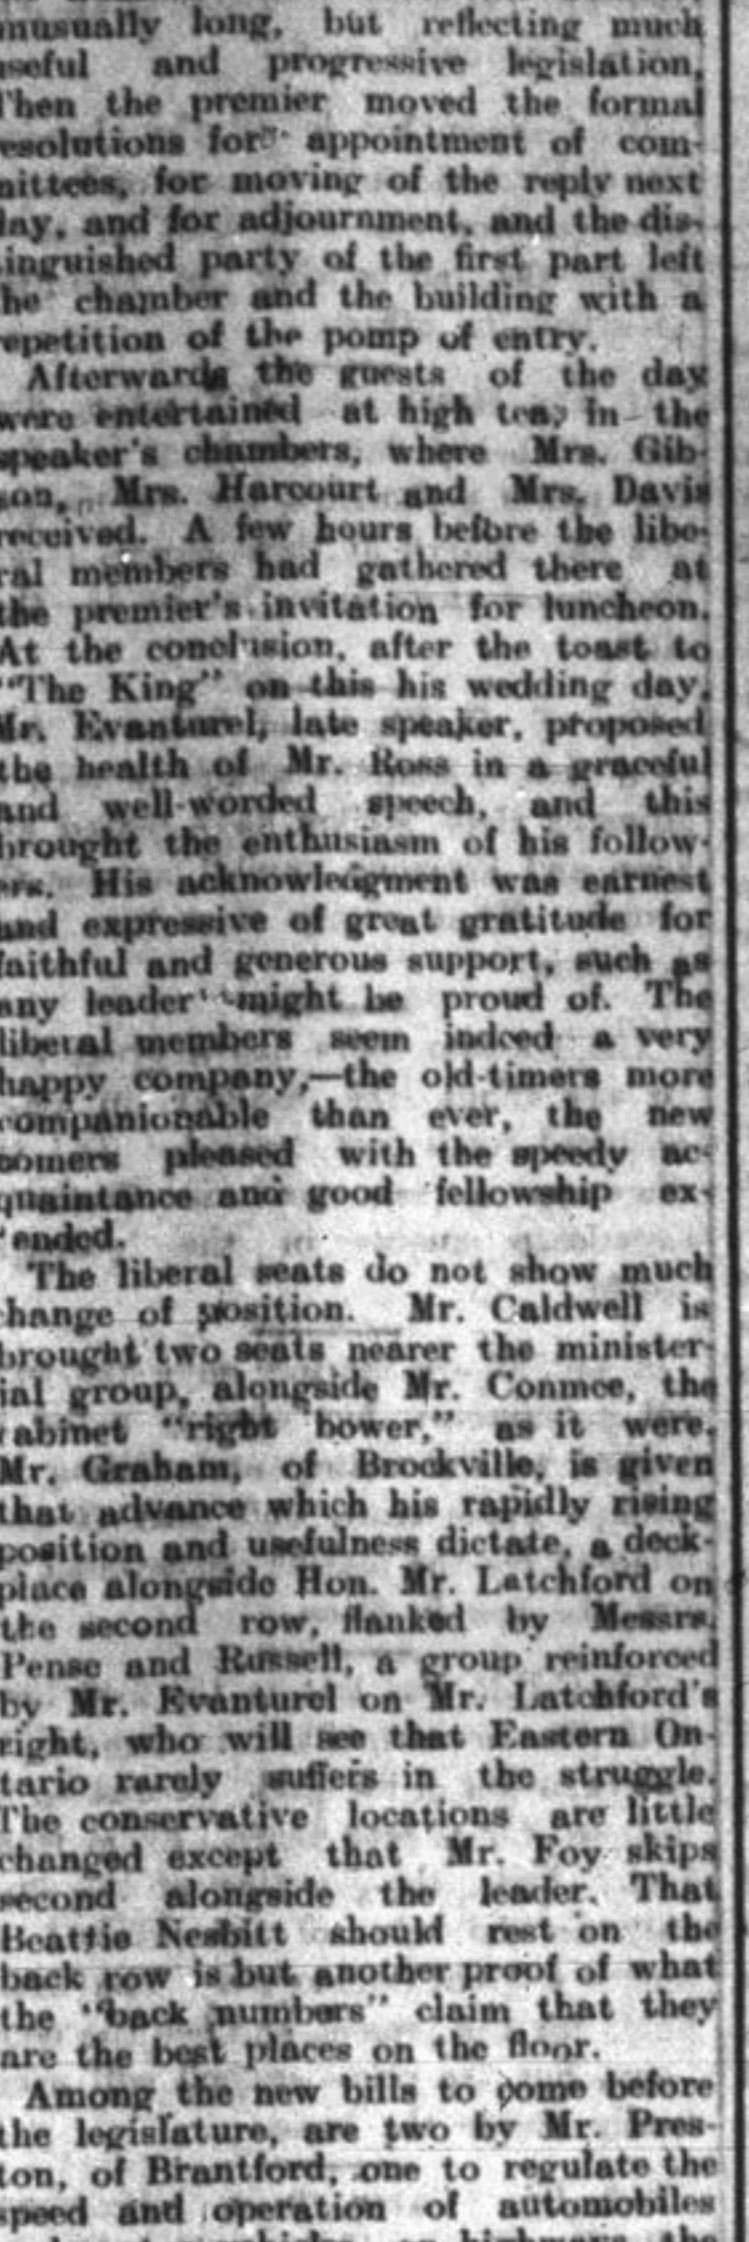 unusually long, but reflecting much
useful and progressive legislation.
Then the premier moved the formal
resolutions for appointment of com-
mittees, for moving of the reply next
day, and for adjournment, and the dis-
tinguished party of the first part left
the chamber and the building with a
repetition of the pomp of entry.
Afterwards the guests of the day
were entertained at high tea, in the
speaker's chambers, where Mrs. Gib-
son, Mrs. Harcourt and Mrs. Davis
received. A few hours before the libe-
ral members had gathered there at
the premier's invitation for luncheon.
At the conclusion, after the toast to
"The King" on this his wedding day,
Mr. Evanturel, late speaker, proposed
the health of Mr. Ross in a graceful
and well-worded speech, and this
brought the enthusiasm of his follow-
ers. His acknowledgment was earnest
and expressive of great gratitude for
faithful and generous support, such as
any leader might be proud of. The
liberal members seem indeed a very
happy company,—the old-timers more
companionable than ever, the new
comers pleased with the speedy ac-
quaintance and good fellowship ex-
tended.
The liberal seats do not show much
change of position. Mr. Caldwell is
brought two seats nearer the minister-
ial group, alongside Mr. Conmee, the
cabinet "right bower," as it were.
Mr. Graham, of Brockville, is given
that advance which his rapidly rising
position and usefulness dictate, a deck-
place alongside Hon. Mr. Latchford on
the second row, flanked by Messrs.
Pense and Russell, a group reinforced
by Mr. Evanturel on Mr. Latchford's
right, who will see that Eastern On-
tario rarely suffers in the struggle.
The conservative locations are little
changed except that Mr. Foy skips
second alongside the leader. That
Beattie Nesbitt should rest on the
back row is but another proof of what
the "back numbers" claim that they
are the best places on the floor.
Among the new bills to come before
the legislature, are two by Mr. Pres-
ton, of Brantford, one to regulate the
speed and operation of automobiles
highways, the